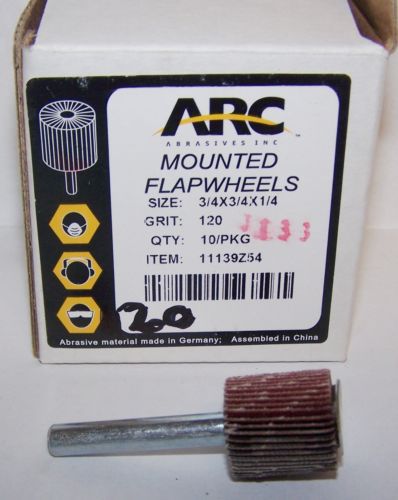 ARC
ABRASIVES INC
MOUNTED
FLAPWHEELS
SIZE: 3/4X3/4X1/4
GRIT: 120
QTY: 10/PKG
ITEM: 11139Z54
Abrasive material made in Germany; Assembled in China